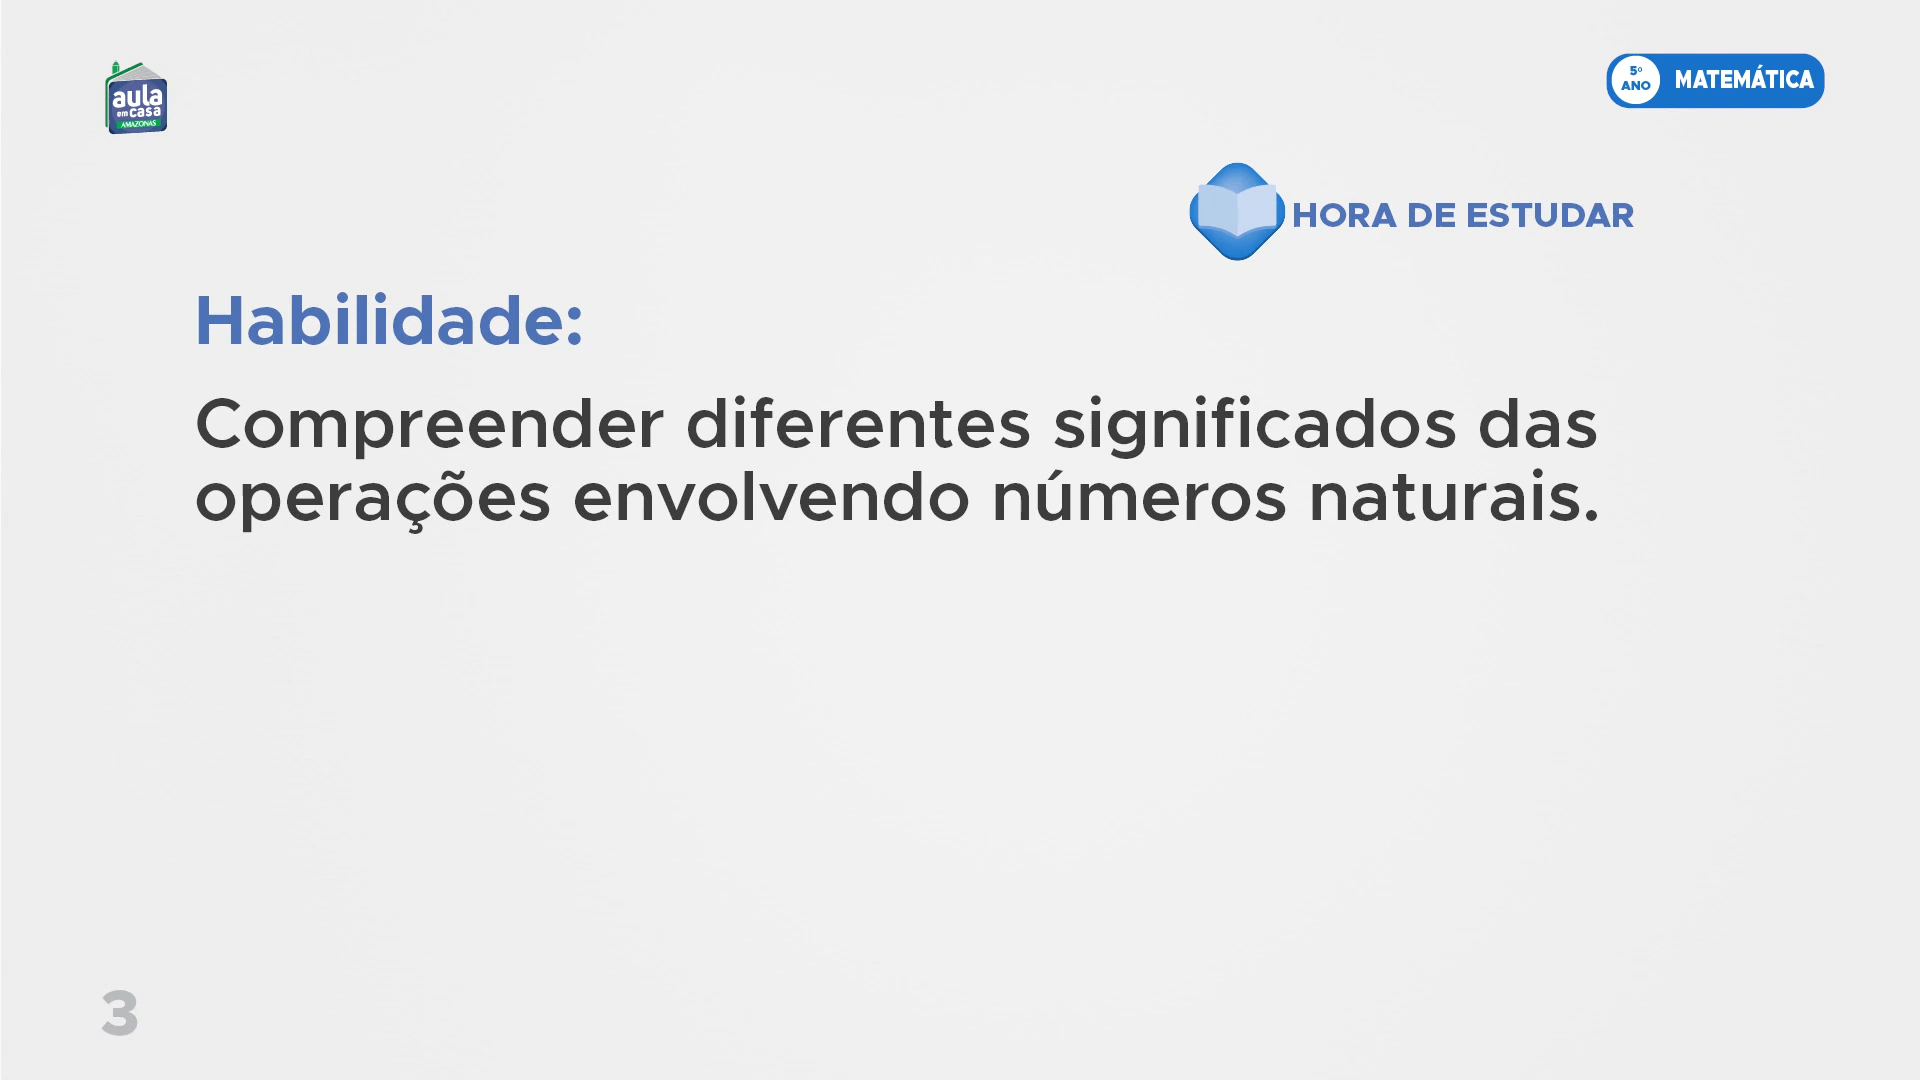 aula
em casa
AMAZONAS
5º
ANO
MATEMÁTICA
HORA DE ESTUDAR
Habilidade:
Compreender diferentes significados das
operações envolvendo números naturais.
3